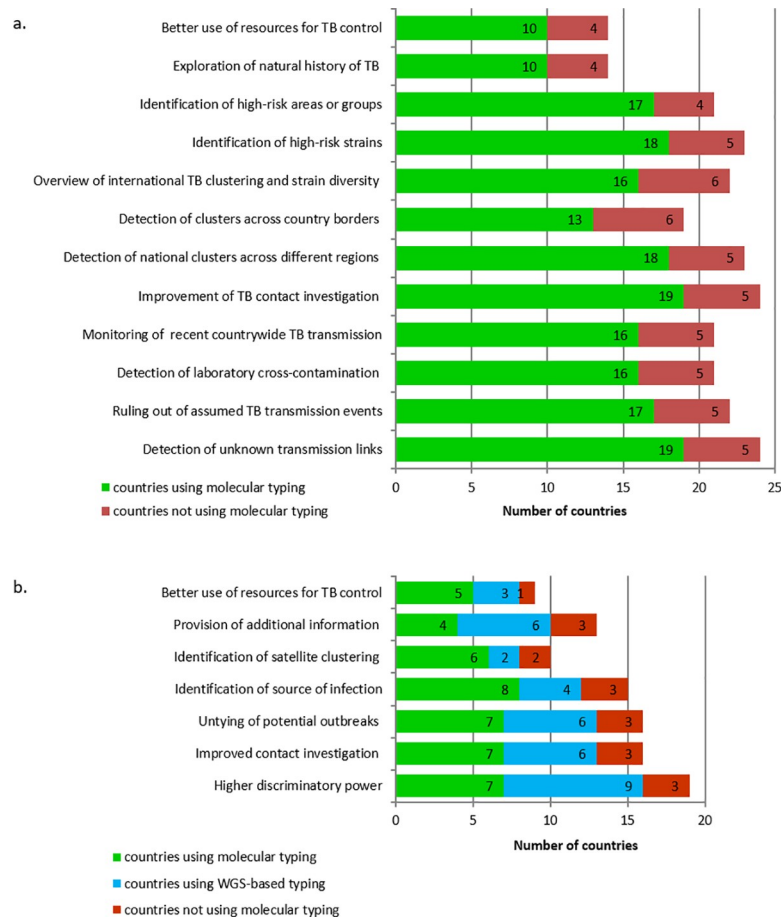 a.
Better use of resources for TB control 10 4
Exploration of natural history of TB 10 4
Identification of high-risk areas or groups 17 4
Identification of high-risk strains 18 5
Overview of international TB clustering and strain diversity 16 6
Detection of clusters across country borders 13 6
Detection of national clusters across different regions 18 5
Improvement of TB contact investigation 19 5
Monitoring of recent countrywide TB transmission 16 5
Detection of laboratory cross-contamination 16 5
Ruling out of assumed TB transmission events 17 5
Detection of unknown transmission links 19 5
0 5 10 15 20 25
Number of countries
countries using molecular typing
countries not using molecular typing
b.
Better use of resources for TB control 5 3 1
Provision of additional information 4 6 3
Identification of satellite clustering 6 2 2
Identification of source of infection 8 4 3
Untying of potential outbreaks 7 6 3
Improved contact investigation 7 6 3
Higher discriminatory power 7 9 3
0 5 10 15 20
Number of countries
countries using molecular typing
countries using WGS-based typing
countries not using molecular typing